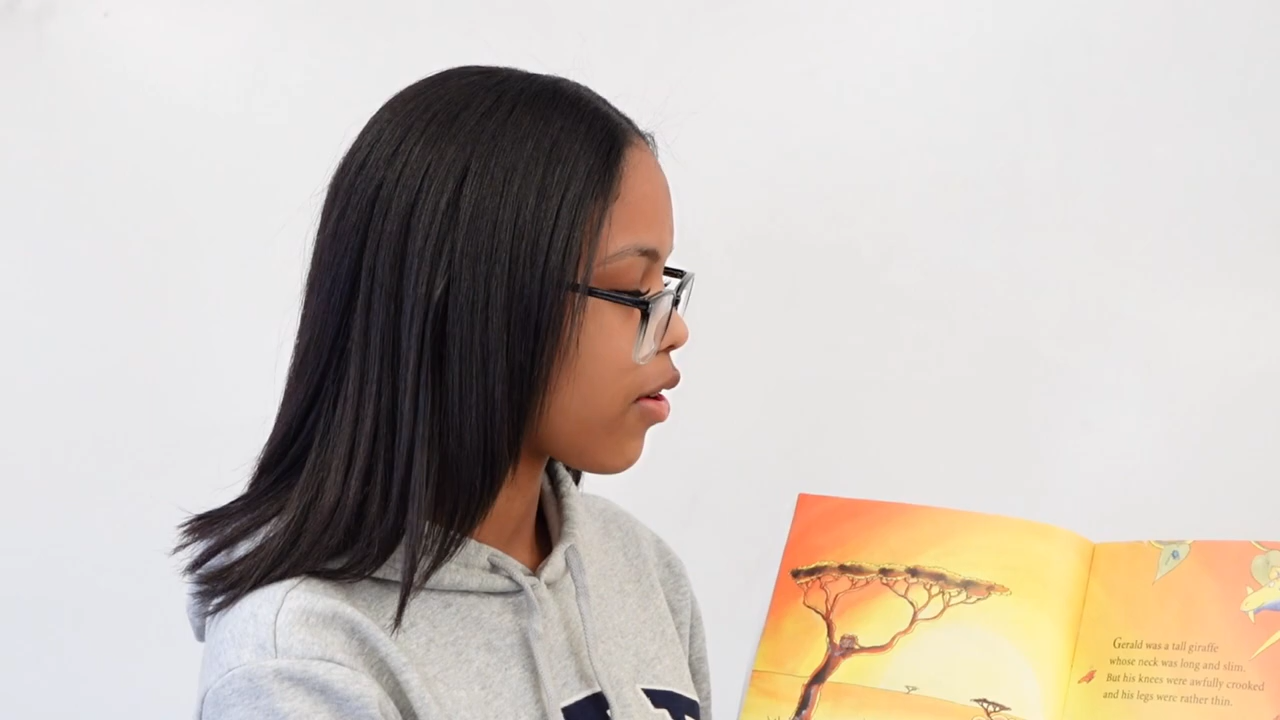 Gerald was a tall giraffe
whose neck was long and slim.
But his knees were awfully crooked
and his legs were rather thin.